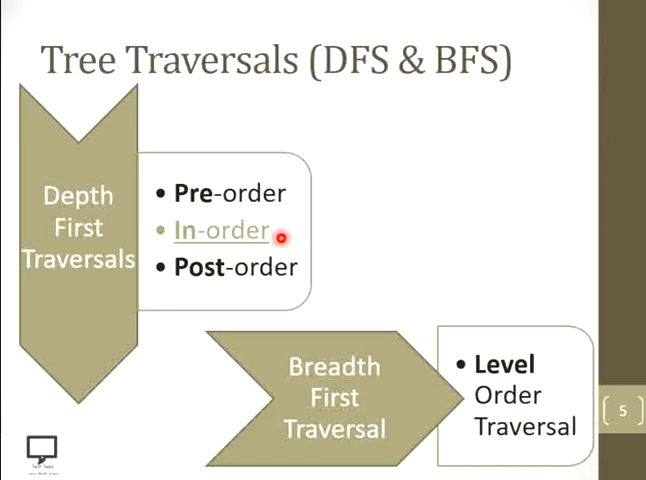 Tree Traversals (DFS & BFS)
Depth
First
Traversals
• Pre-order
• In-order
• Post-order
Breadth
First
Traversal
• Level
Order
Traversal
5